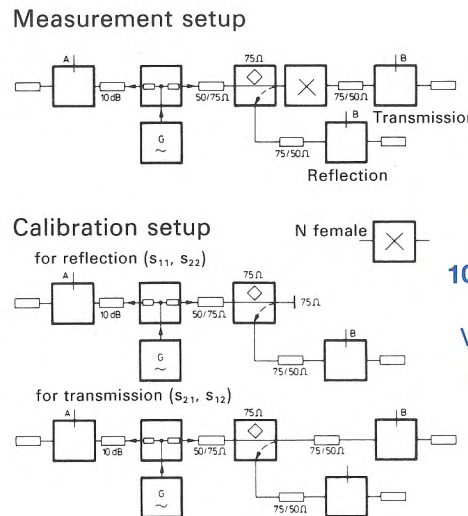 Measurement setup
A
10 dB
G
~
50/75Ω
75Ω
75/50Ω
B
Transmission
75/50Ω
B
Reflection
Calibration setup
N female
for reflection (s11, s22)
A
10 dB
G
~
50/75Ω
75Ω
75Ω
75/50Ω
B
10
for transmission (s21, s12)
A
10 dB
G
~
50/75Ω
75Ω
75/50Ω
B
75/50Ω